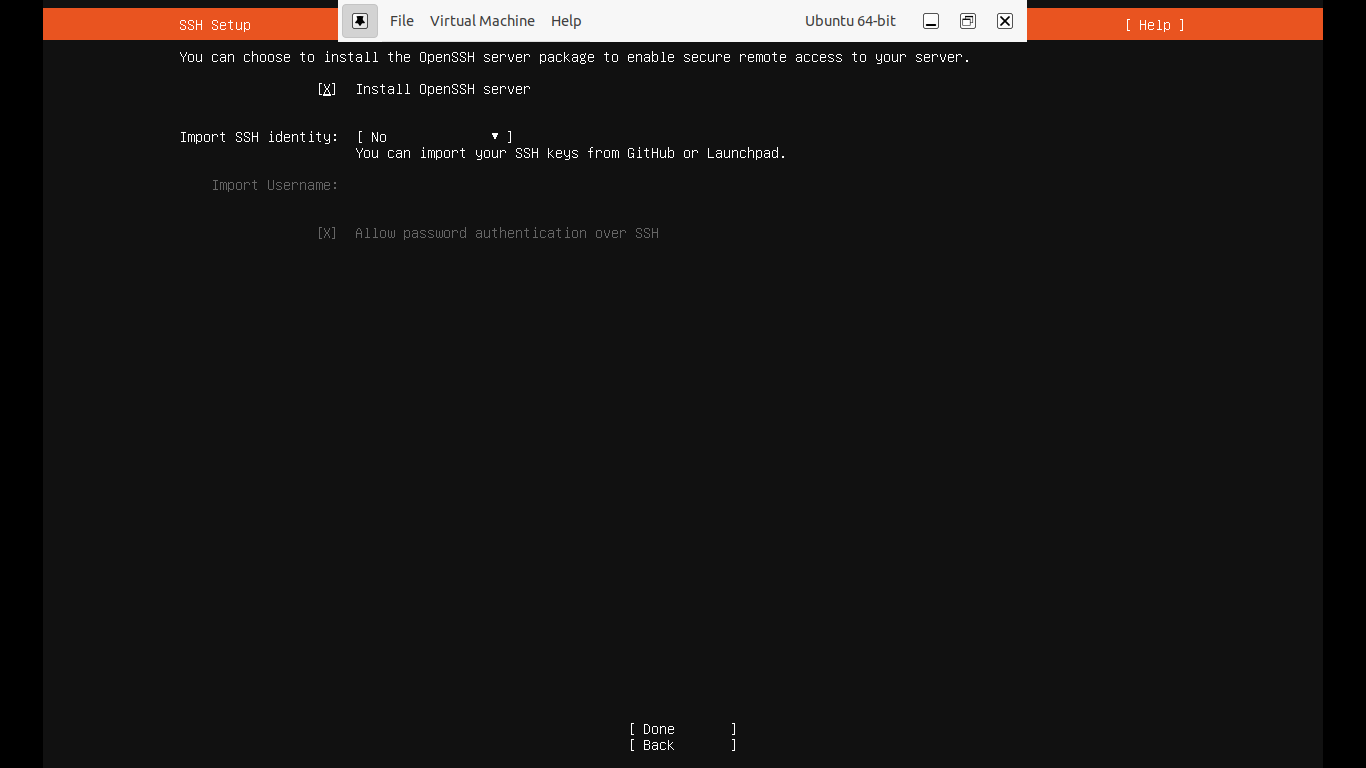 SSH Setup
File Virtual Machine Help
Ubuntu 64-bit
[ Help ]
You can choose to install the OpenSSH server package to enable secure remote access to your server.
[X] Install OpenSSH server
Import SSH identity: [ No ▾ ]
You can import your SSH keys from GitHub or Launchpad.
Import Username:
[X] Allow password authentication over SSH
[ Done ]
[ Back ]